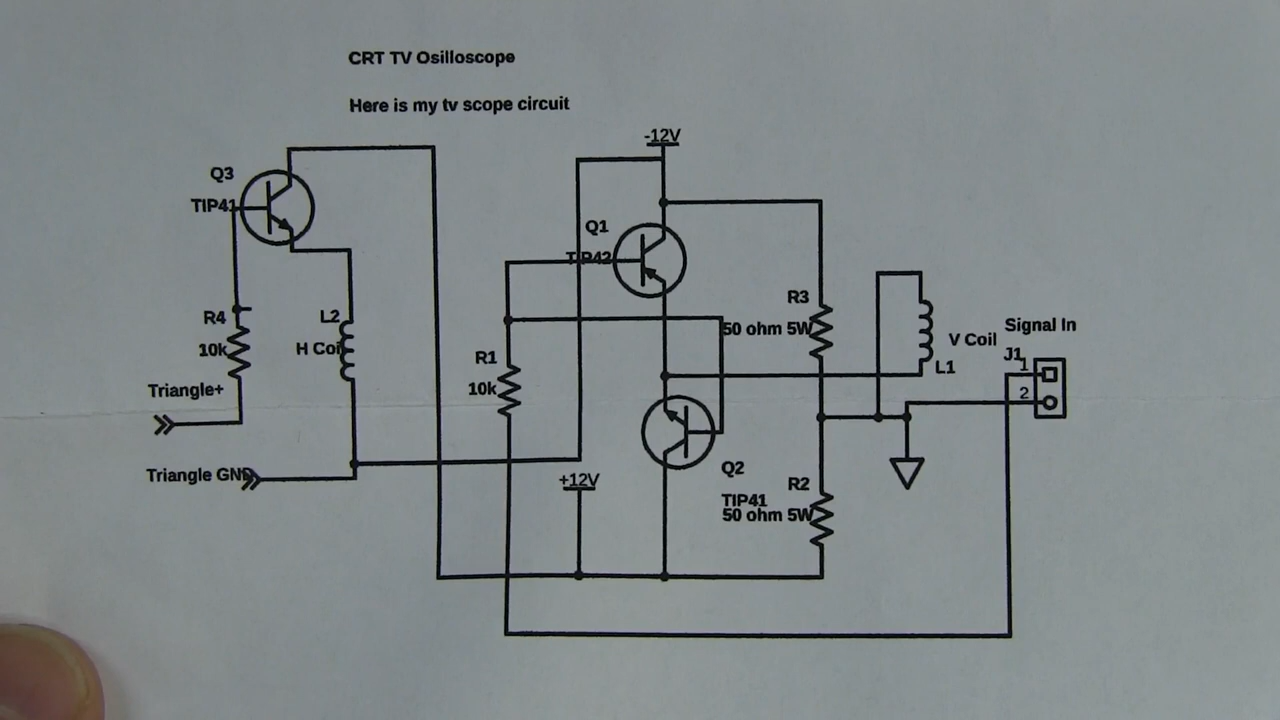 CRT TV Osilloscope
Here is my tv scope circuit
-12V
Q3
TIP41
Q1
TIP42
R4
10k
L2
H Coil
R3
50 ohm 5W
Signal In
V Coil
J1
1
L1
R1
10k
2
Triangle+
Triangle GND
+12V
Q2
TIP41
R2
50 ohm 5W